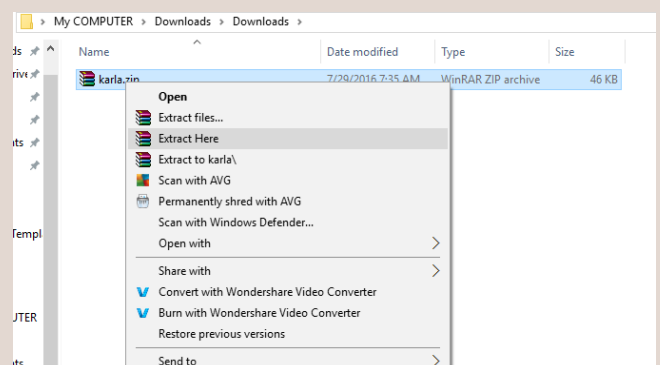 My COMPUTER > Downloads > Downloads >
Name Date modified Type Size
karla.zip 7/29/2016 7:35 AM WinRAR ZIP archive 46 KB
Open
Extract files...
Extract Here
Extract to karla\
Scan with AVG
Permanently shred with AVG
Scan with Windows Defender...
Open with
Share with
Convert with Wondershare Video Converter
Burn with Wondershare Video Converter
Restore previous versions
Send to
ds
rive
nts
Templ
UTER
nts